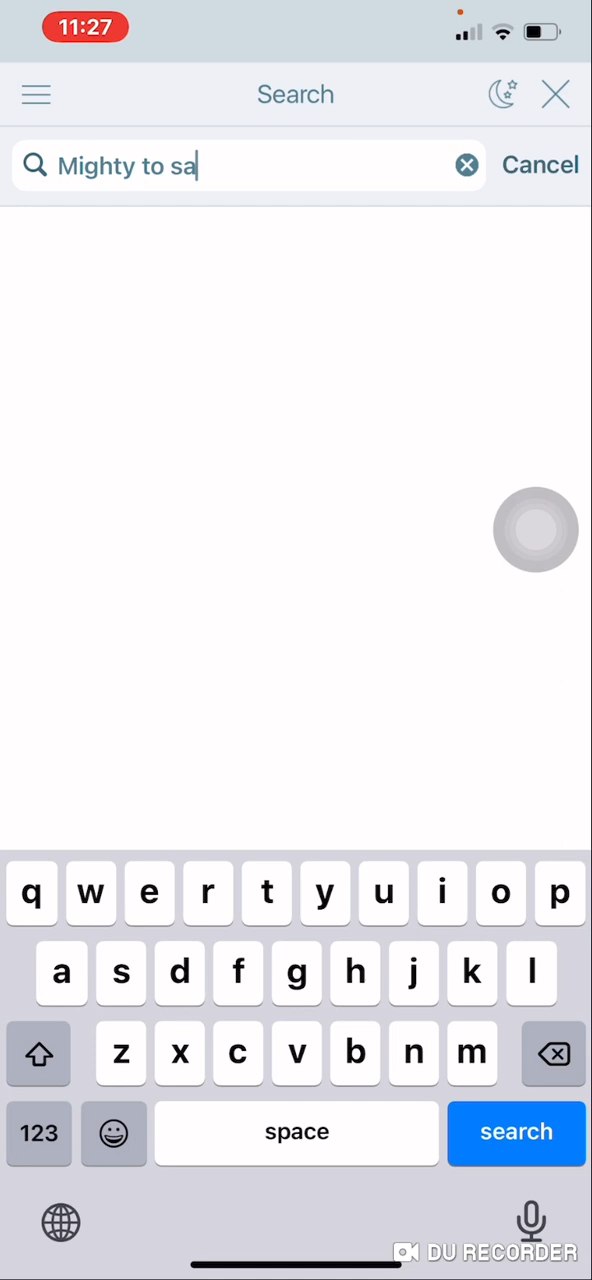 11:27
Search
Mighty to sa
Cancel
q w e r t y u i o p
a s d f g h j k l
z x c v b n m
123 space search
DU RECORDER